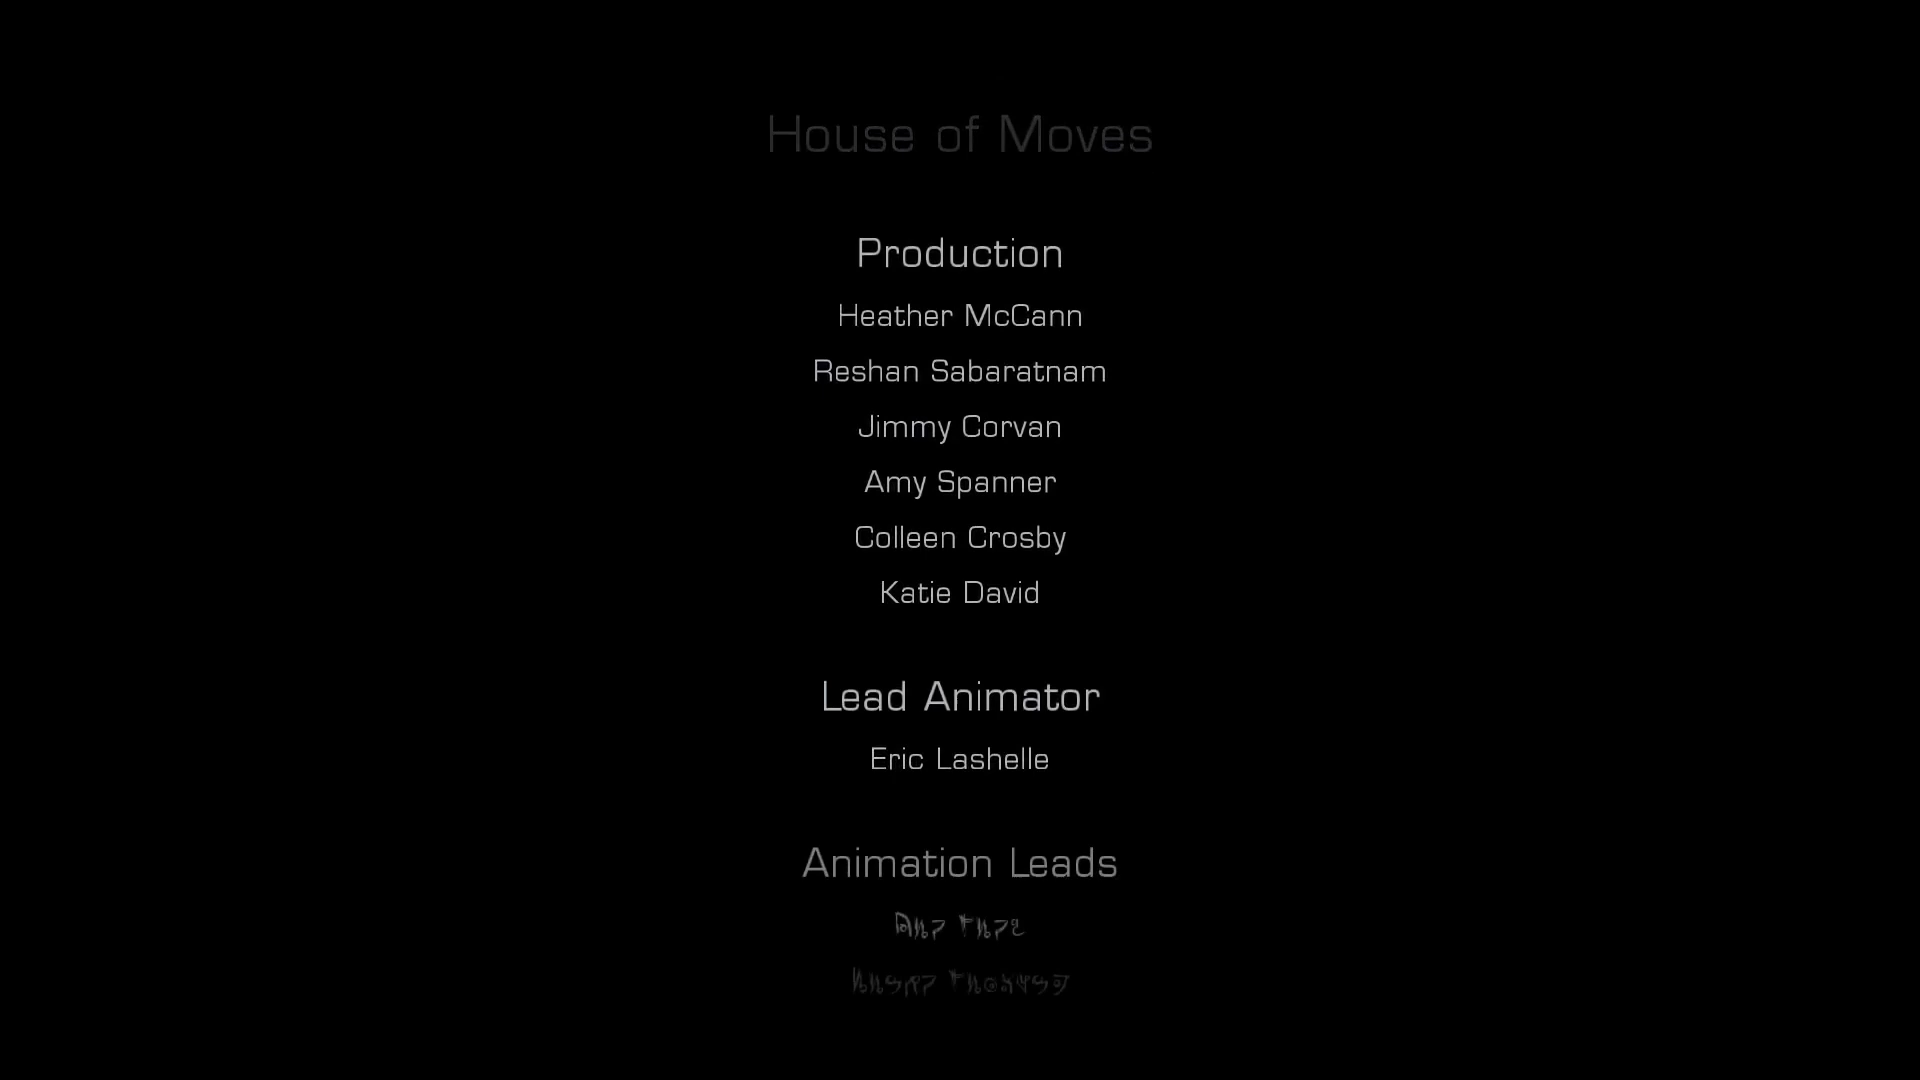 House of Moves
Production
Heather McCann
Reshan Sabaratnam
Jimmy Corvan
Amy Spanner
Colleen Crosby
Katie David
Lead Animator
Eric Lashelle
Animation Leads